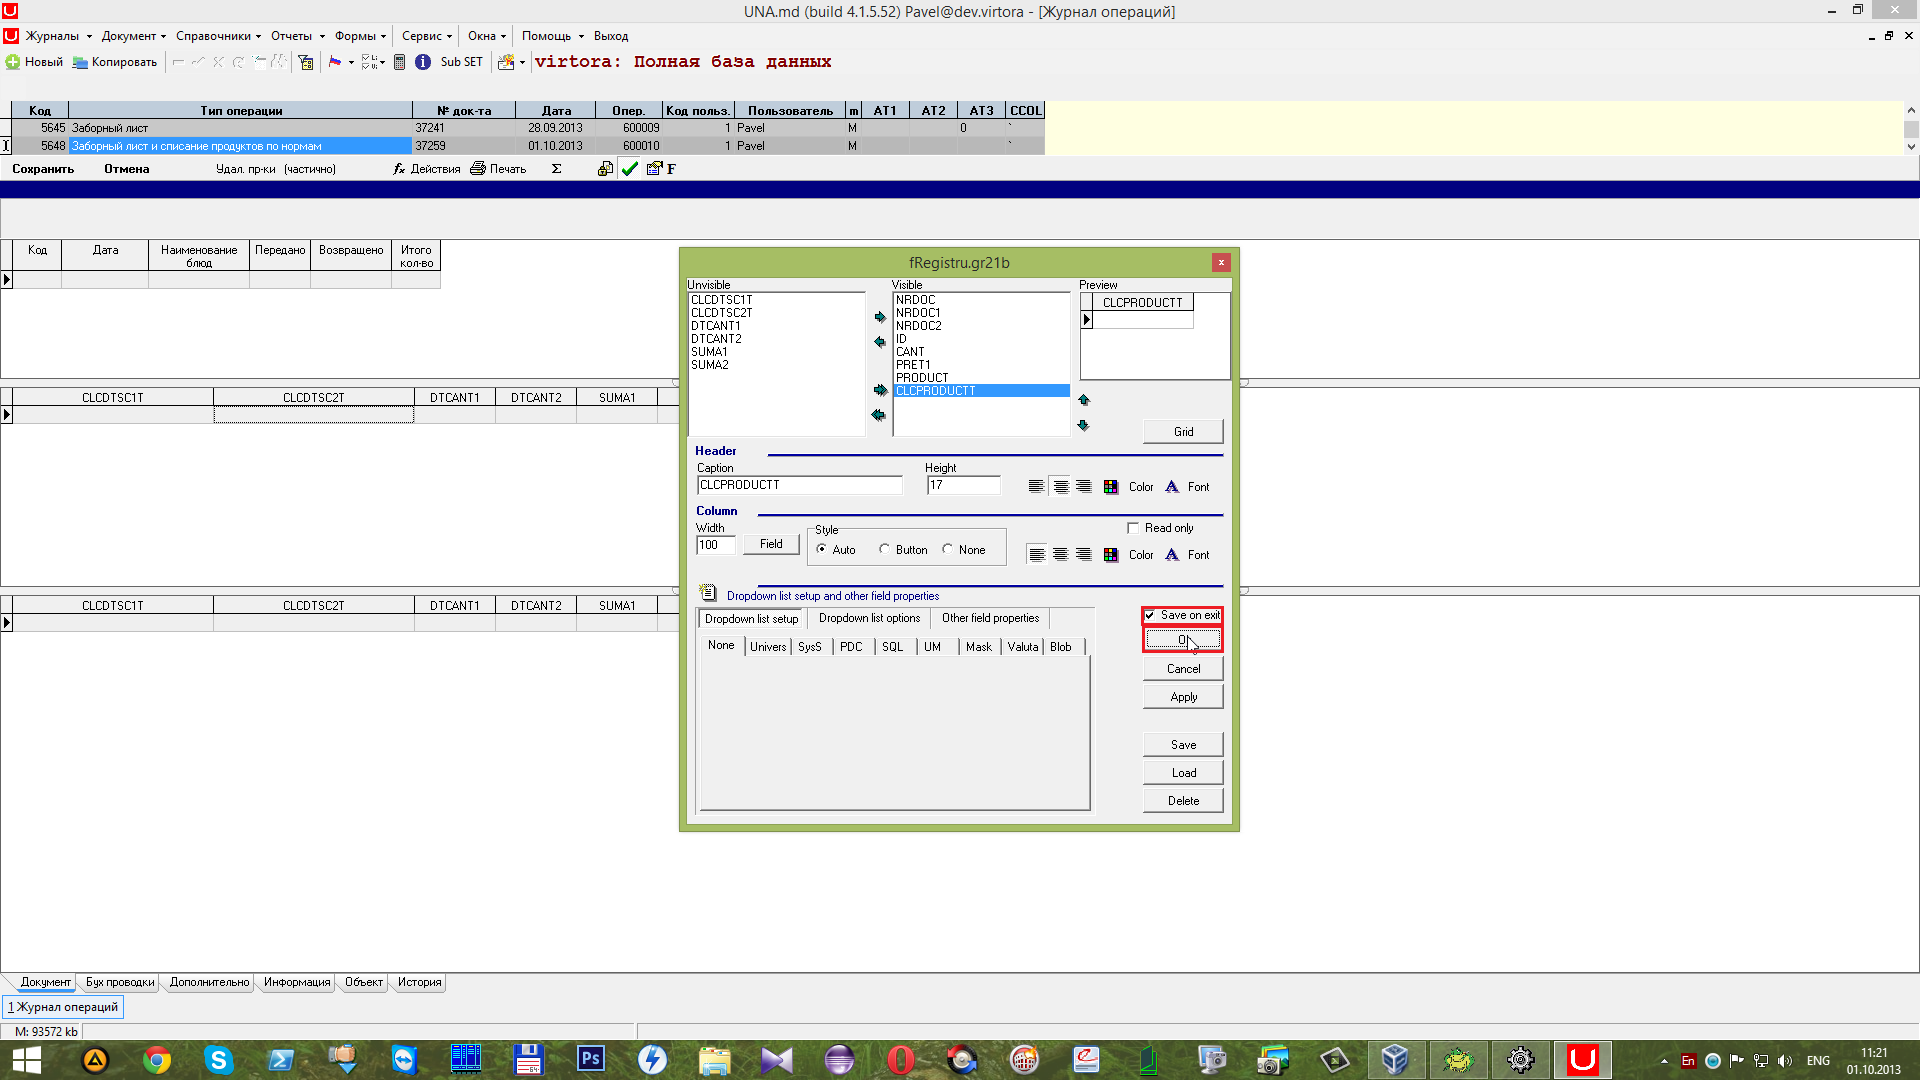 UNA.md (build 4.1.5.52) Pavel@dev.virtora - [Журнал операций]
Журналы Документ Справочники Отчеты Формы Сервис Окна Помощь Выход
Новый Копировать Sub SET virtora: Полная база данных
Код Тип операции № док-та Дата Опер. Код польз. Пользователь m AT1 AT2 AT3 CCOL
5645 Заборный лист 37241 28.09.2013 600009 1 Pavel M 0 `
5648 Заборный лист и списание продуктов по нормам 37259 01.10.2013 600010 1 Pavel M `
Сохранить Отмена Удал. пр-ки (частично) fx Действия Печать Σ F
Код Дата Наименование блюд Передано Возвращено Итого кол-во
CLCDTSC1T CLCDTSC2T DTCANT1 DTCANT2 SUMA1
CLCDTSC1T CLCDTSC2T DTCANT1 DTCANT2 SUMA1
fRegistru.gr21b
Unvisible
CLCDTSC1T
CLCDTSC2T
DTCANT1
DTCANT2
SUMA1
SUMA2
Visible
NRDOC
NRDOC1
NRDOC2
ID
CANT
PRET1
PRODUCT
CLCPRODUCTT
Preview
CLCPRODUCTT
Grid
Header
Caption Height
CLCPRODUCTT 17 Color Font
Column
Width Style Read only
100 Field Auto Button None Color Font
Dropdown list setup and other field properties
Dropdown list setup Dropdown list options Other field properties
None Univers SysS PDC SQL UM Mask Valuta Blob
Save on exit
Cancel
Apply
Save
Load
Delete
Документ Бух проводки Дополнительно Информация Объект История
1 Журнал операций
M: 93572 kb
Ps En ENG 11:21
01.10.2013